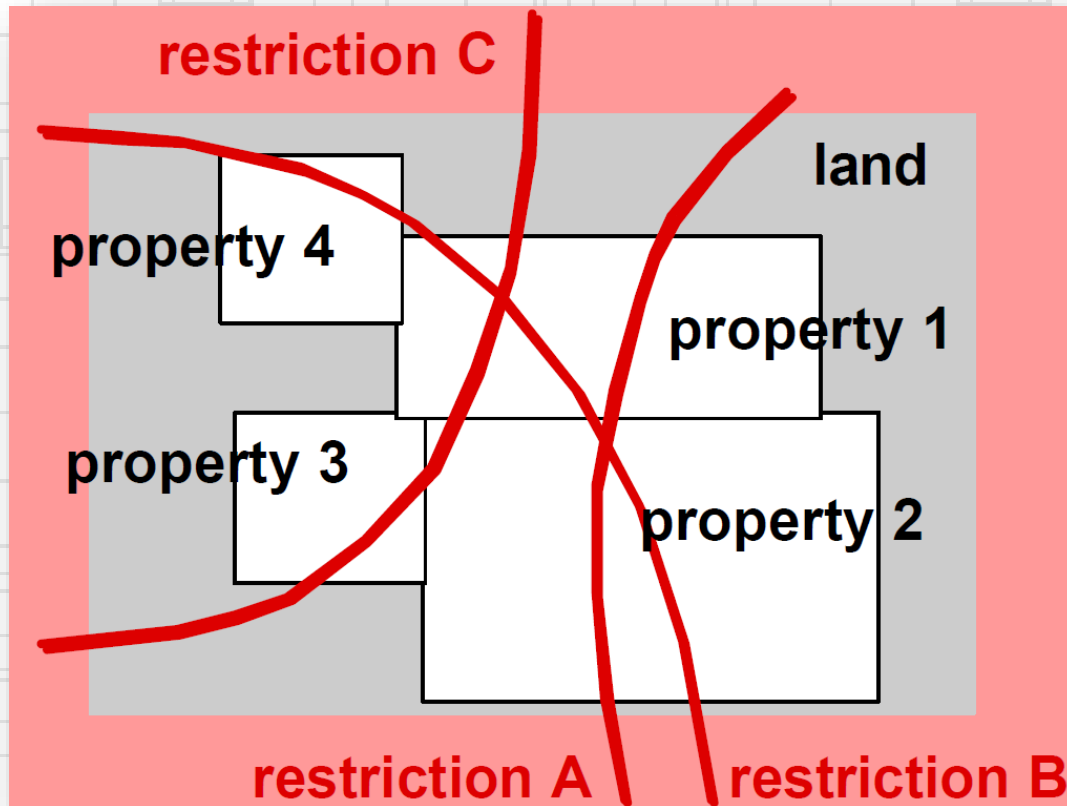 restriction C
land
property 4
property 1
property 3
property 2
restriction A
restriction B